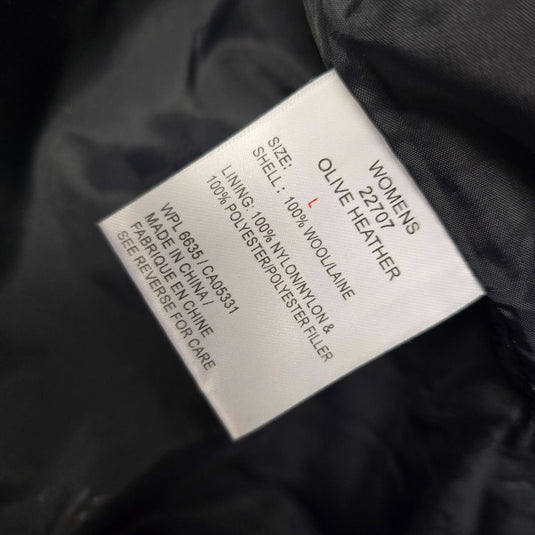 WOMENS
22707
OLIVE HEATHER
SIZE: L
SHELL : 100% WOOL/LAINE
LINING: 100% NYLON/NYLON &
100% POLYESTER/POLYESTER FILLER
WPL 6635 / CA05331
MADE IN CHINA /
FABRIQUE EN CHINE
SEE REVERSE FOR CARE